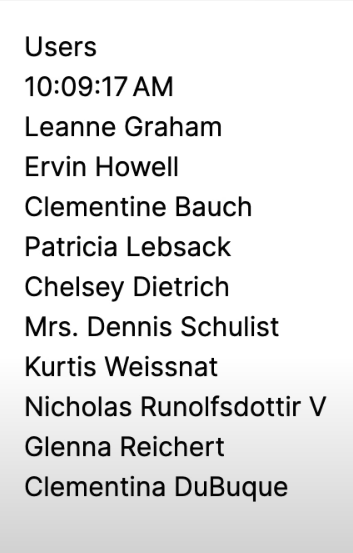 Users
10:09:17 AM
Leanne Graham
Ervin Howell
Clementine Bauch
Patricia Lebsack
Chelsey Dietrich
Mrs. Dennis Schulist
Kurtis Weissnat
Nicholas Runolfsdottir V
Glenna Reichert
Clementina DuBuque